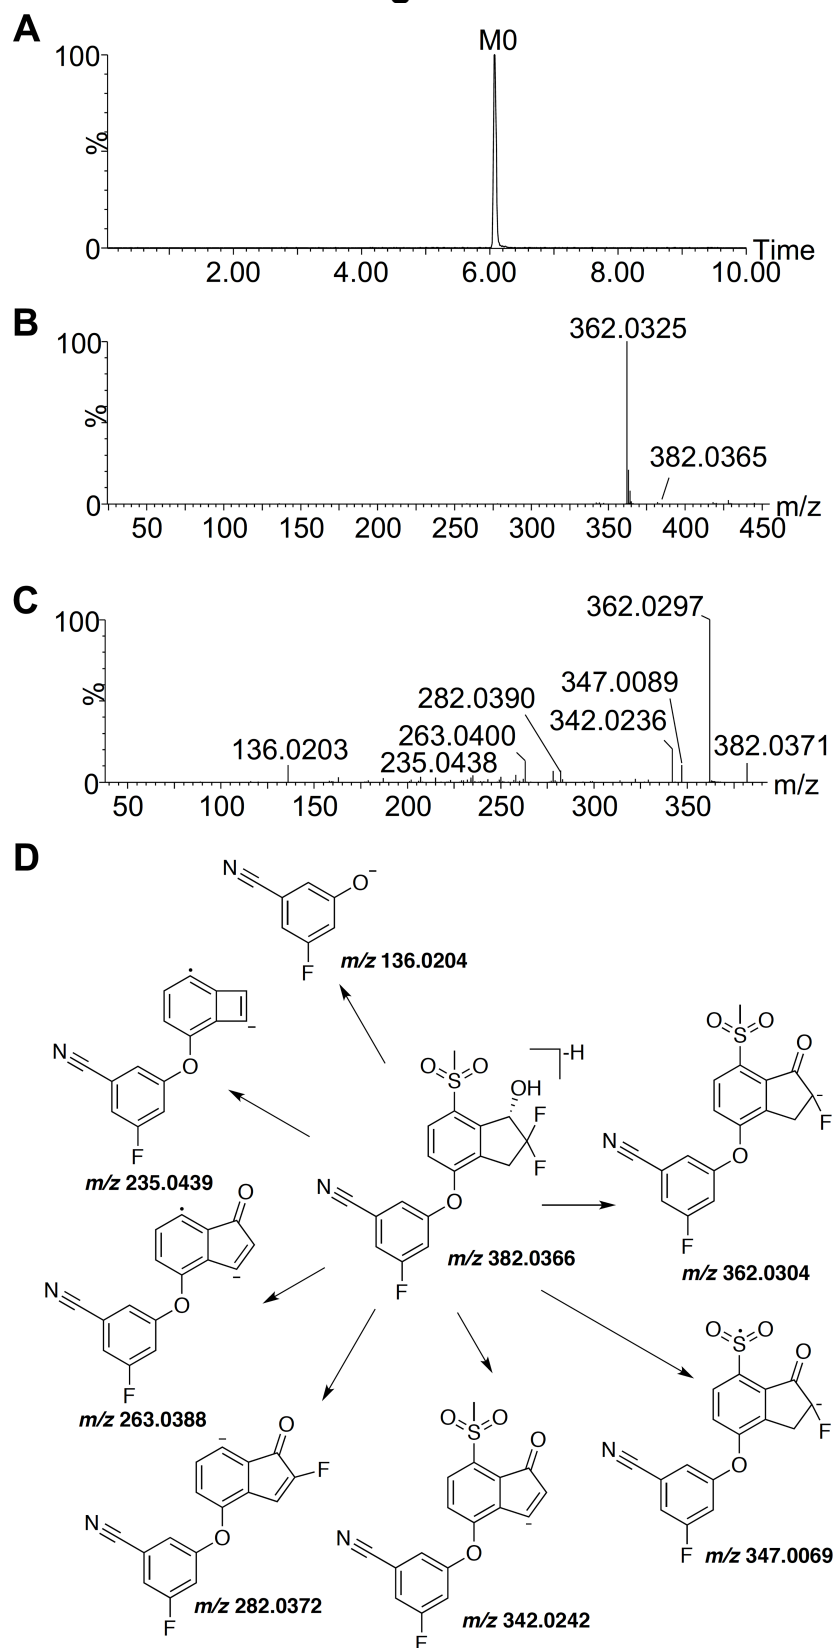 A
M0
100
%
0
Time
2.00 4.00 6.00 8.00 10.00
B
362.0325
100
%
382.0365
0
m/z
50 100 150 200 250 300 350 400 450
C
362.0297
100
%
347.0089
282.0390
342.0236
263.0400
382.0371
136.0203
235.0438
0
m/z
50 100 150 200 250 300 350
D
N
O−
F
m/z 136.0204
−
O
N
F
m/z 235.0439
O S O
OH
F
F
-H
O
N
F
m/z 382.0366
O S O
O
−
F
O
N
F
m/z 362.0304
O
−
O
N
F
m/z 263.0388
O S O
O
−
F
O
N
F
m/z 347.0069
−
O
F
O
N
F
m/z 282.0372
O S O
O
−
O
N
F
m/z 342.0242